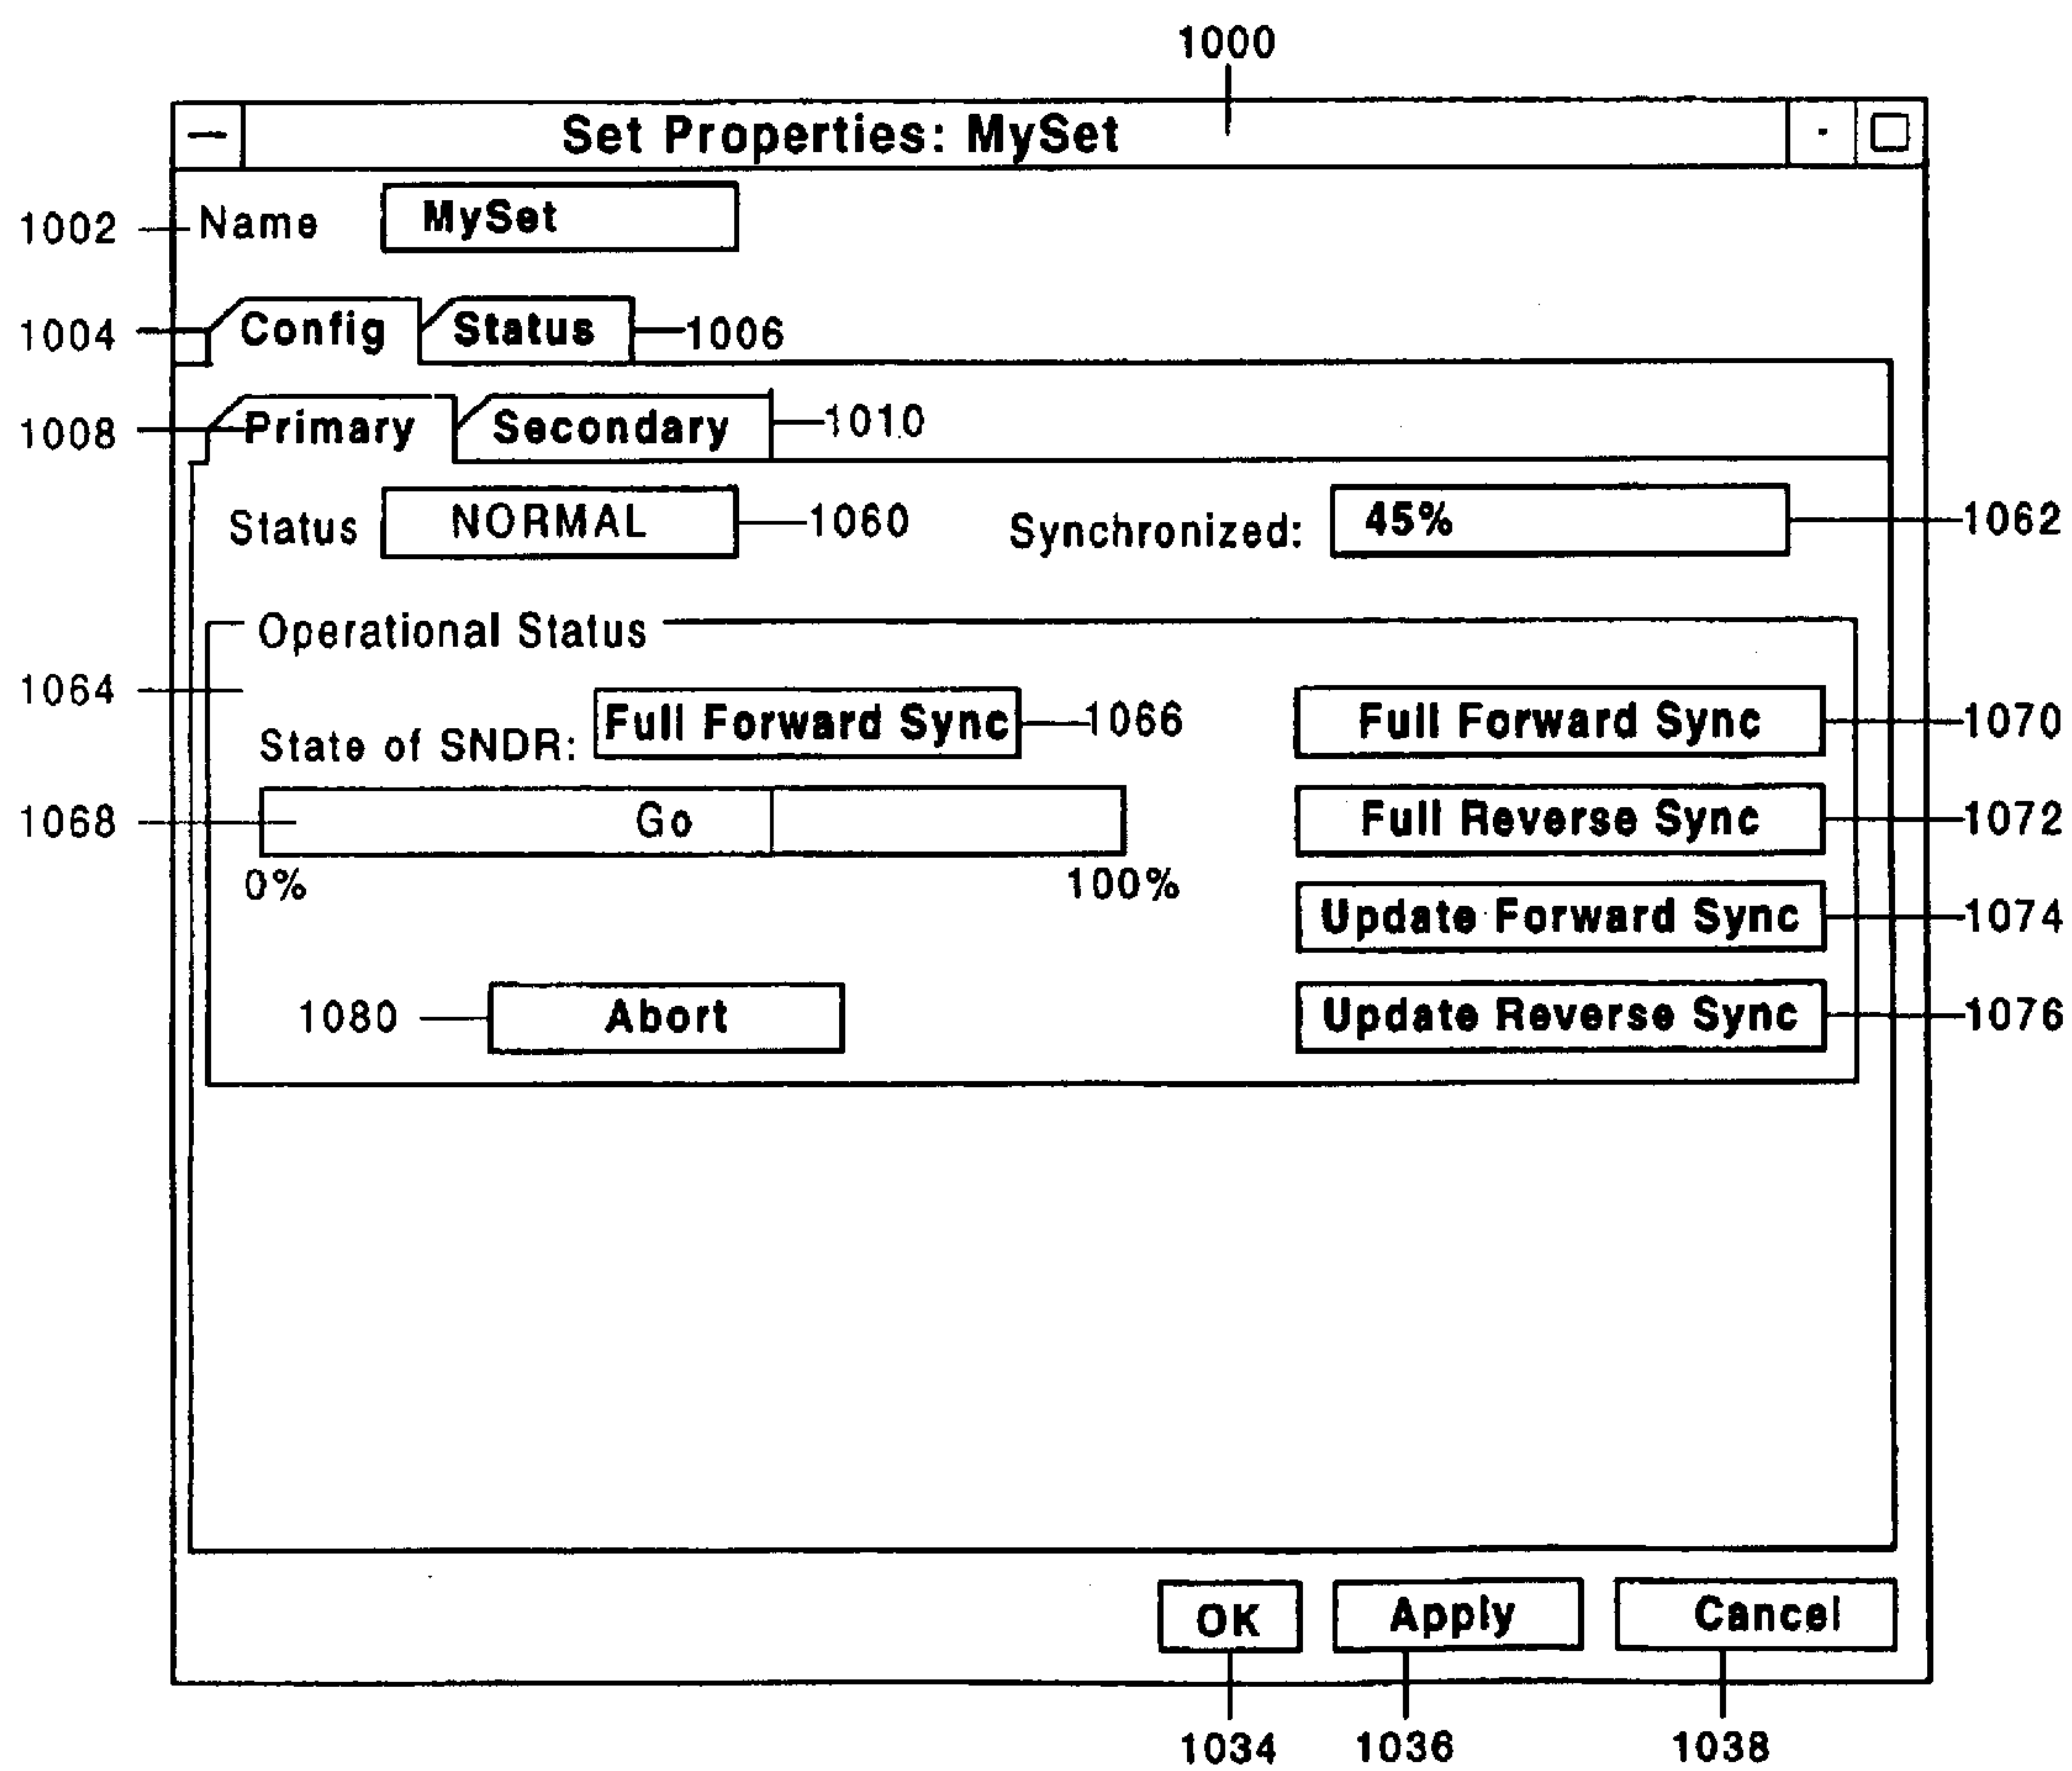 1000
Set Properties: MySet
1002 Name MySet
1004 Config Status 1006
1008 Primary Secondary 1010
Status NORMAL 1060 Synchronized: 45% 1062
Operational Status
1064
State of SNDR: Full Forward Sync 1066 Full Forward Sync 1070
1068 Go Full Reverse Sync 1072
0% 100%
Update Forward Sync 1074
1080 Abort Update Reverse Sync 1076
OK Apply Cancel
1034 1036 1038